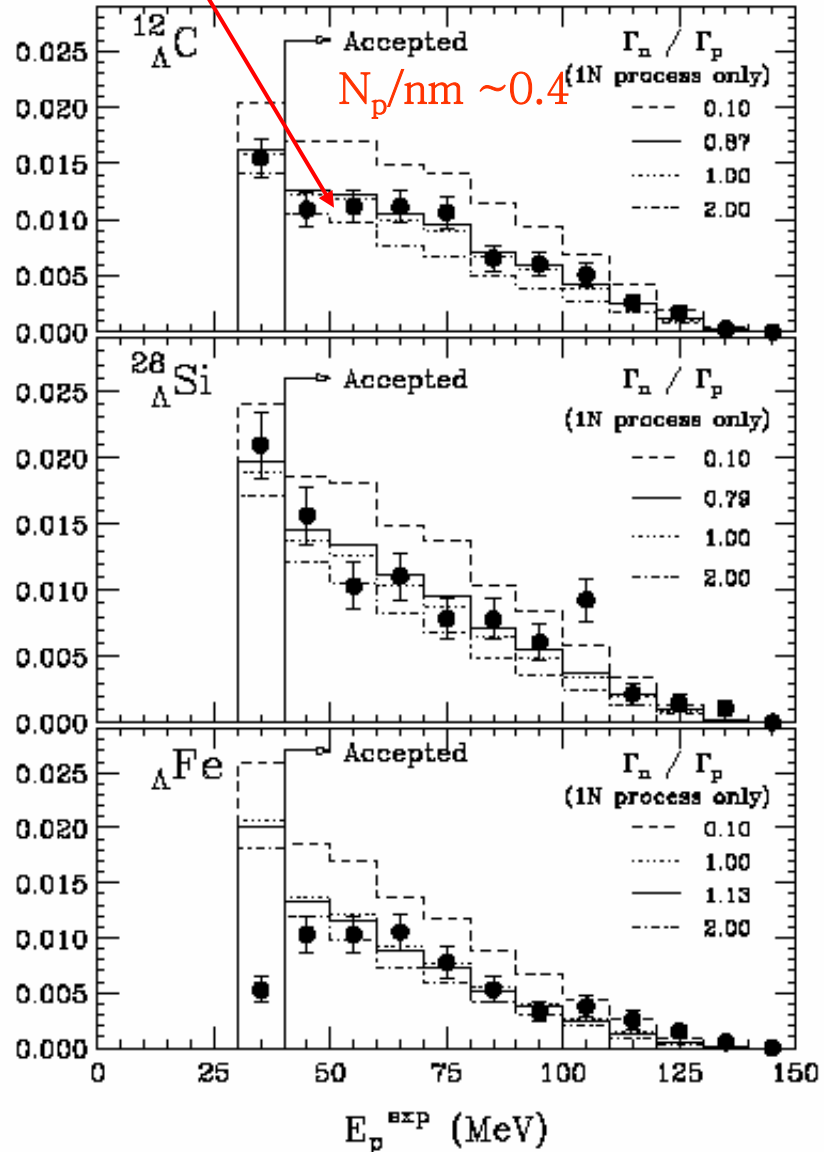 12ΛC
Accepted
Γn / Γp
(1N process only)
Np/nm ~0.4
0.10
0.87
1.00
2.00
0.025
0.020
0.015
0.010
0.005
0.000
28ΛSi
Accepted
Γn / Γp
(1N process only)
0.10
0.79
1.00
2.00
0.025
0.020
0.015
0.010
0.005
0.000
ΛFe
Accepted
Γn / Γp
(1N process only)
0.10
1.00
1.13
2.00
0.025
0.020
0.015
0.010
0.005
0.000
0 25 50 75 100 125 150
Ep exp (MeV)